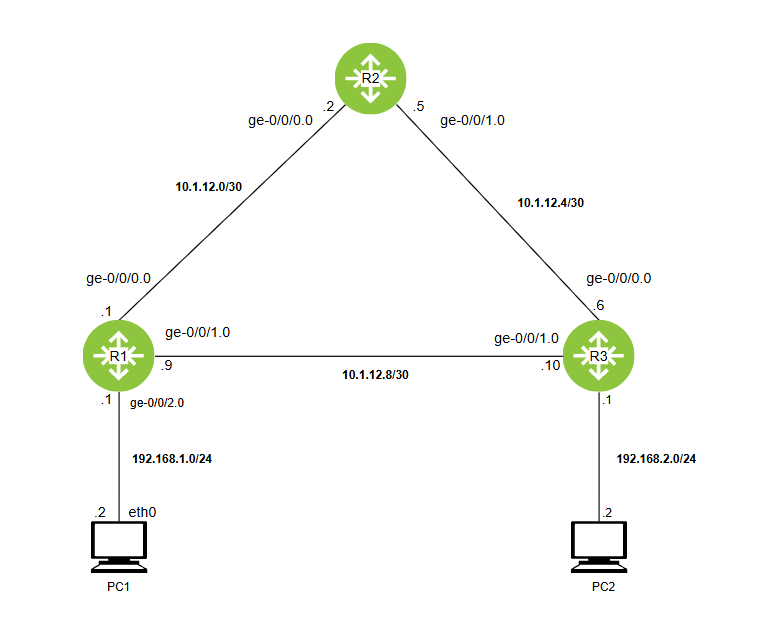 R2
.2
.5
ge-0/0/0.0
ge-0/0/1.0
10.1.12.0/30
10.1.12.4/30
ge-0/0/0.0
ge-0/0/0.0
.1
.6
ge-0/0/1.0
ge-0/0/1.0
R1
R3
.9
.10
10.1.12.8/30
.1
ge-0/0/2.0
.1
192.168.1.0/24
192.168.2.0/24
.2
eth0
.2
PC1
PC2